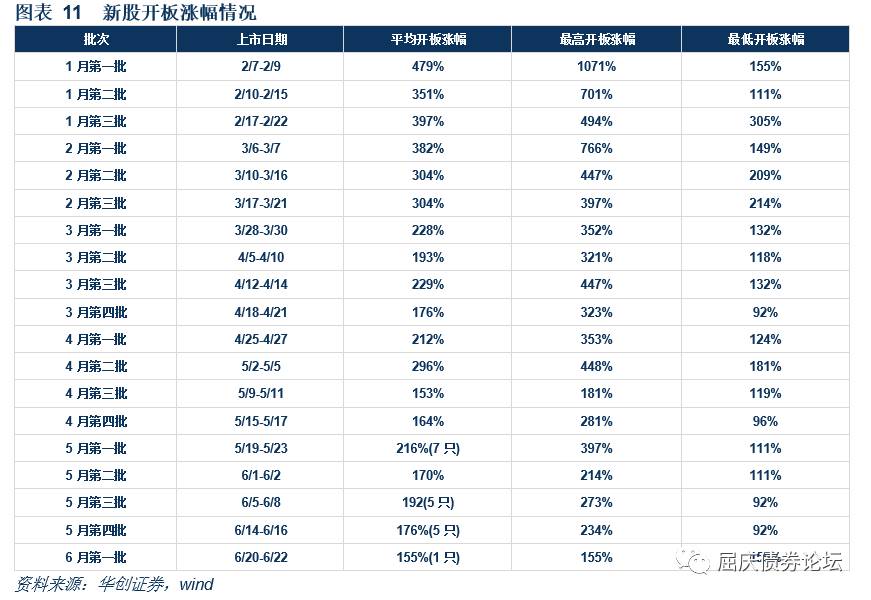 图表 11 新股开板涨幅情况
批次 上市日期 平均开板涨幅 最高开板涨幅 最低开板涨幅
1 月第一批 2/7-2/9 479% 1071% 155%
1 月第二批 2/10-2/15 351% 701% 111%
1 月第三批 2/17-2/22 397% 494% 305%
2 月第一批 3/6-3/7 382% 766% 149%
2 月第二批 3/10-3/16 304% 447% 209%
2 月第三批 3/17-3/21 304% 397% 214%
3 月第一批 3/28-3/30 228% 352% 132%
3 月第二批 4/5-4/10 193% 321% 118%
3 月第三批 4/12-4/14 229% 447% 132%
3 月第四批 4/18-4/21 176% 323% 92%
4 月第一批 4/25-4/27 212% 353% 124%
4 月第二批 5/2-5/5 296% 448% 181%
4 月第三批 5/9-5/11 153% 181% 119%
4 月第四批 5/15-5/17 164% 281% 96%
5 月第一批 5/19-5/23 216%(7 只) 397% 111%
5 月第二批 6/1-6/2 170% 214% 111%
5 月第三批 6/5-6/8 192(5 只) 273% 92%
5 月第四批 6/14-6/16 176%(5 只) 234% 92%
6 月第一批 6/20-6/22 155%(1 只) 155%
屈庆债券论坛
资料来源：华创证券，wind